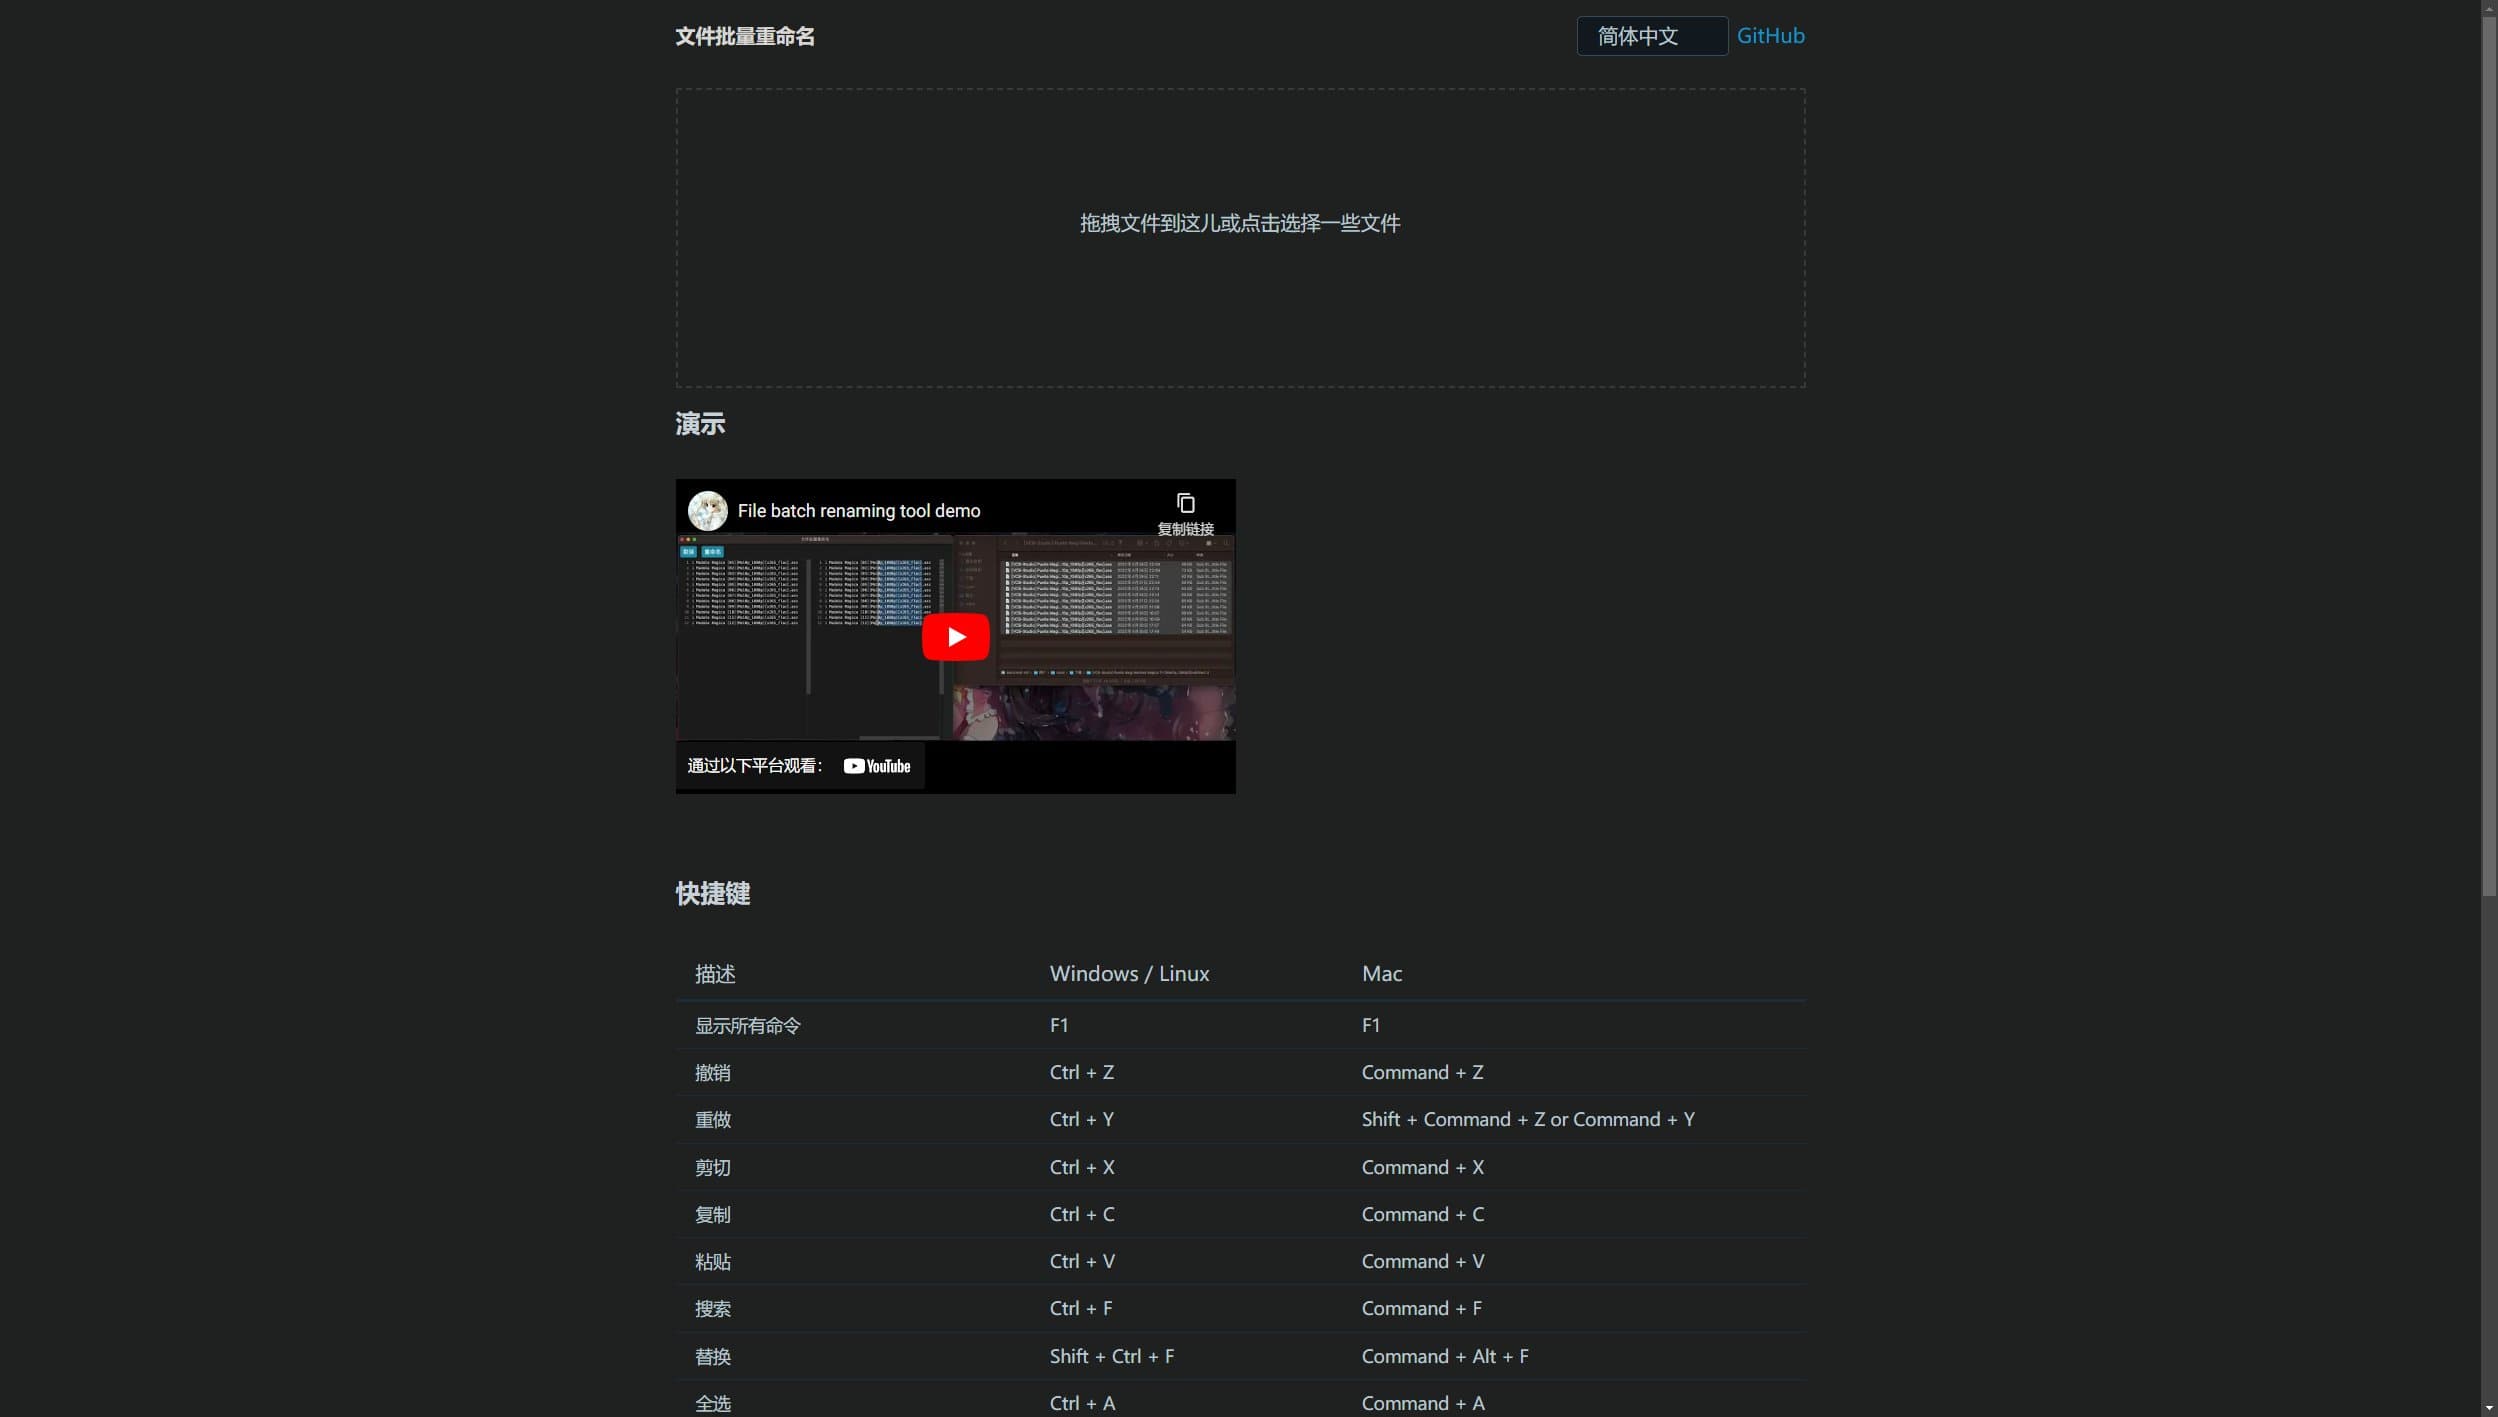 文件批量重命名
简体中文 GitHub
拖拽文件到这儿或点击选择一些文件
演示
File batch renaming tool demo
复制链接
通过以下平台观看： YouTube
快捷键
描述 Windows / Linux Mac
显示所有命令 F1 F1
撤销 Ctrl + Z Command + Z
重做 Ctrl + Y Shift + Command + Z or Command + Y
剪切 Ctrl + X Command + X
复制 Ctrl + C Command + C
粘贴 Ctrl + V Command + V
搜索 Ctrl + F Command + F
替换 Shift + Ctrl + F Command + Alt + F
全选 Ctrl + A Command + A